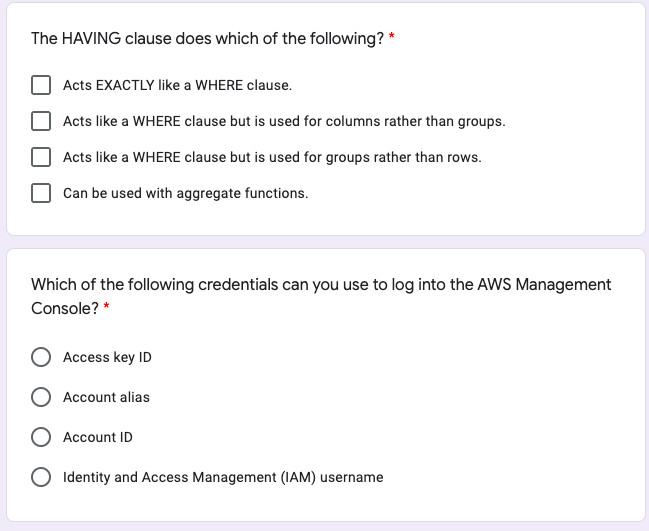 The HAVING clause does which of the following? *
Acts EXACTLY like a WHERE clause.
Acts like a WHERE clause but is used for columns rather than groups.
Acts like a WHERE clause but is used for groups rather than rows.
Can be used with aggregate functions.
Which of the following credentials can you use to log into the AWS Management
Console? *
Access key ID
Account alias
Account ID
Identity and Access Management (IAM) username